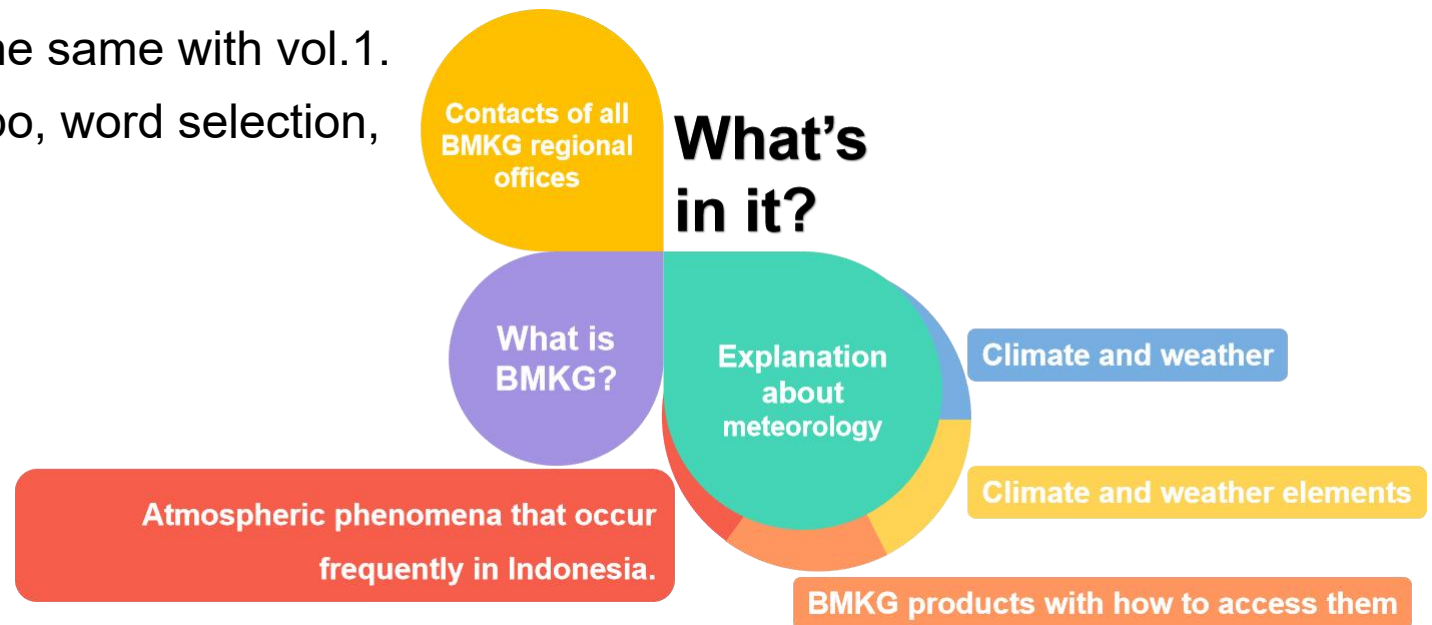 same with vol.1.
word selection,
Contacts of all
BMKG regional
offices
What's
in it?
What is
BMKG?
Explanation
about
meteorology
Climate and weather
Climate and weather elements
Atmospheric phenomena that occur
frequently in Indonesia.
BMKG products with how to access them